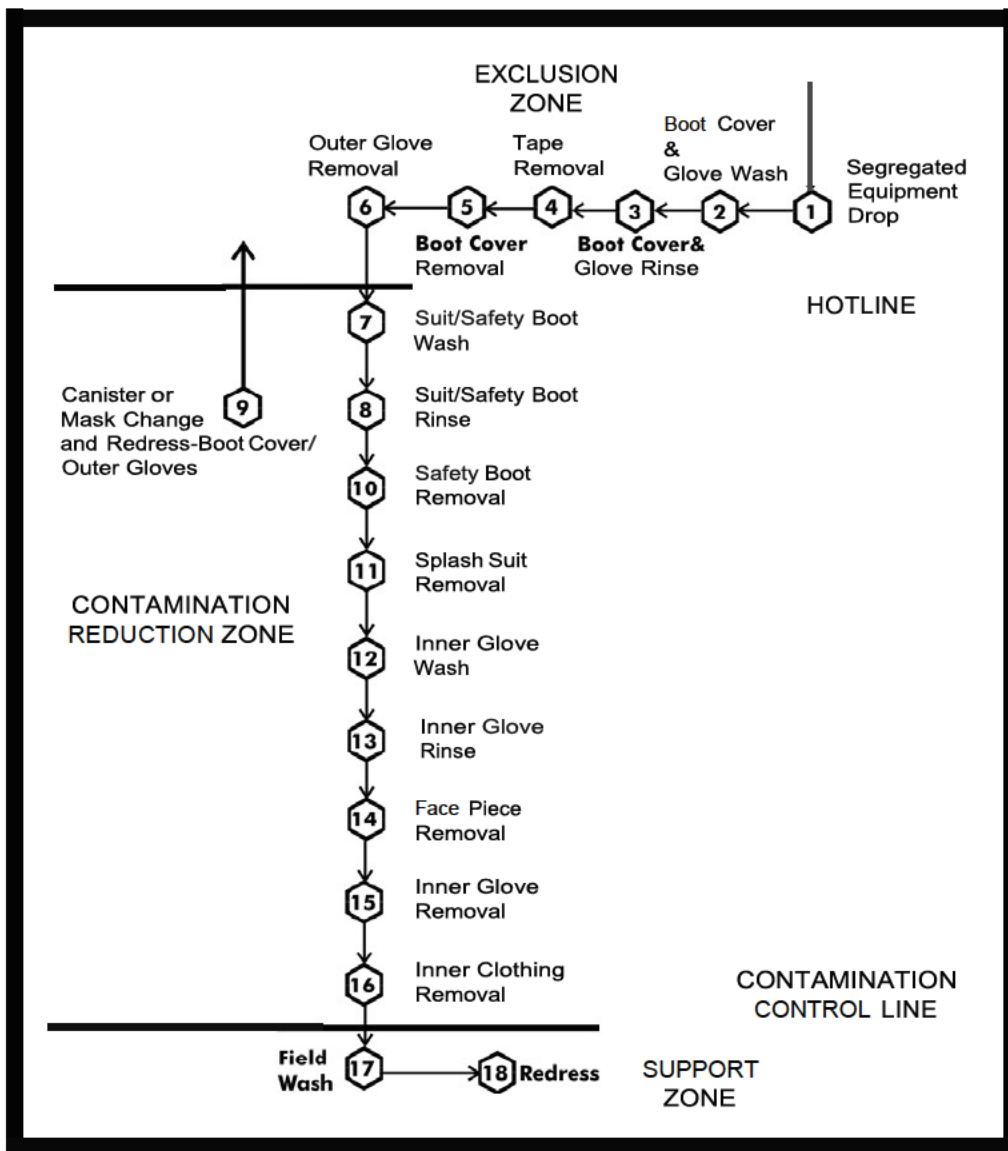 EXCLUSION
ZONE
Boot Cover
&
Glove Wash
Outer Glove
Removal
Tape
Removal
Segregated
Equipment
Drop
6
5
4
3
2
1
Boot Cover
Removal
Boot Cover&
Glove Rinse
HOTLINE
7
Suit/Safety Boot
Wash
Canister or
Mask Change
and Redress-Boot Cover/
Outer Gloves
9
8
Suit/Safety Boot
Rinse
10
Safety Boot
Removal
11
Splash Suit
Removal
CONTAMINATION
REDUCTION ZONE
12
Inner Glove
Wash
13
Inner Glove
Rinse
14
Face Piece
Removal
15
Inner Glove
Removal
16
Inner Clothing
Removal
CONTAMINATION
CONTROL LINE
Field
Wash
17
18
Redress
SUPPORT
ZONE